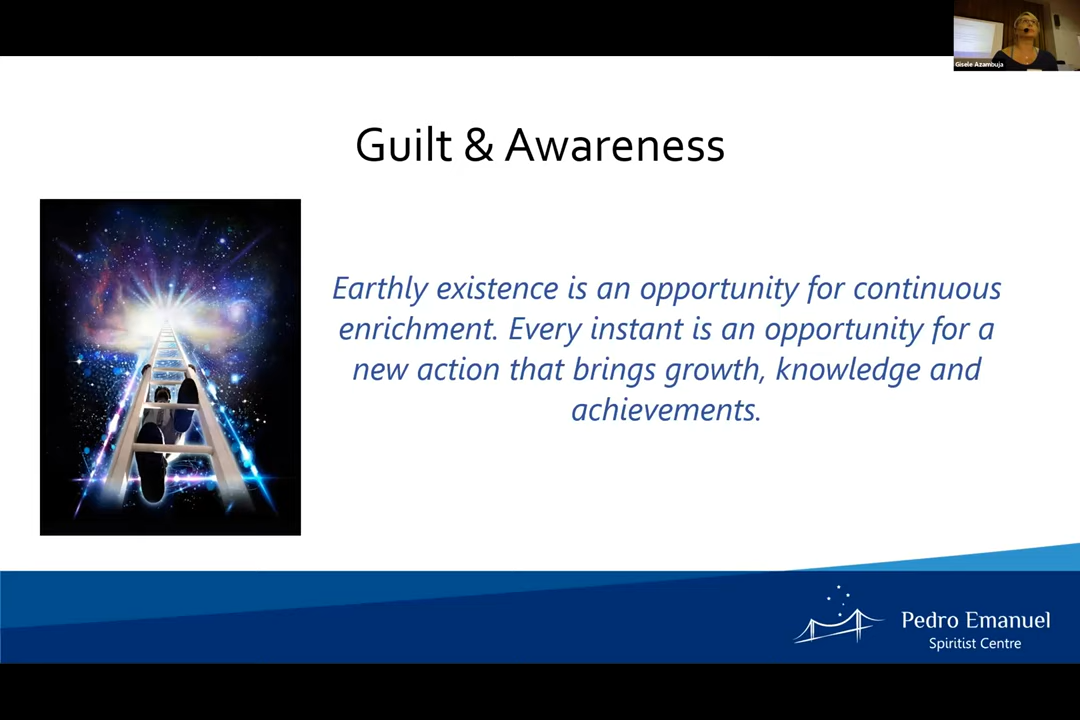 Gisele Azambuja
Guilt & Awareness
Earthly existence is an opportunity for continuous
enrichment. Every instant is an opportunity for a
new action that brings growth, knowledge and
achievements.
Pedro Emanuel
Spiritist Centre